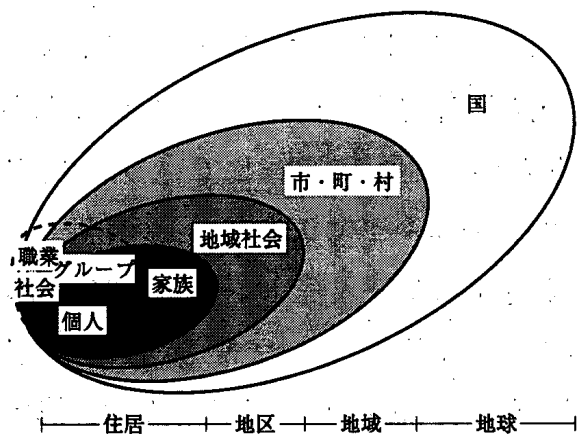 国
市・町・村
地域社会
職業
社会
グループ
家族
個人
住居
地区
地域
地球